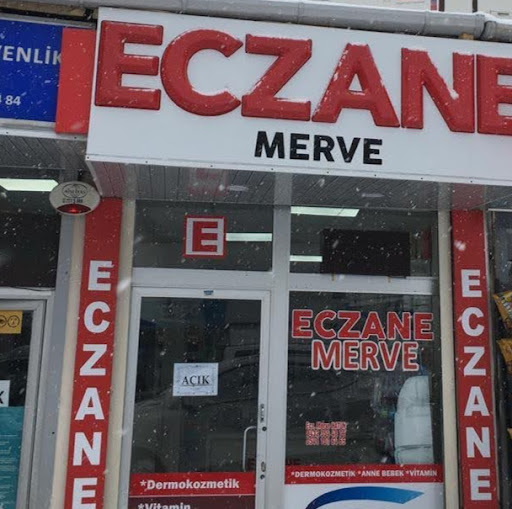 VENLİK
84
ECZANE
MERVE
E
ECZANE
ECZANE
ECZANE
MERVE
AÇIK
*Dermokozmetik
*Vitamin
*DERMOKOZMETİK *ANNE BEBEK *VİTAMİN